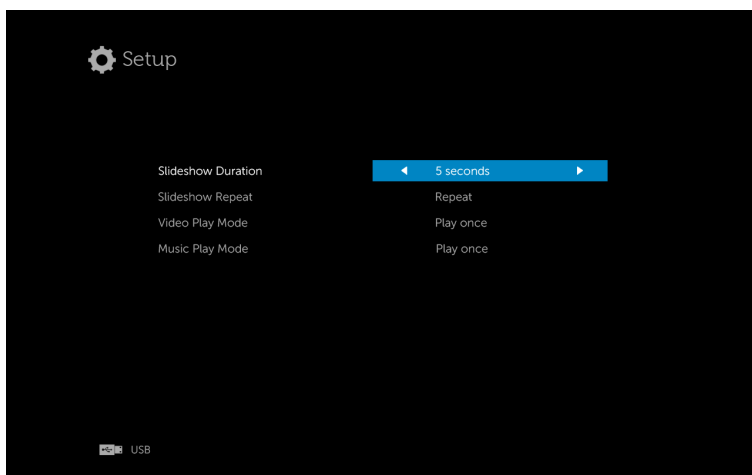 Setup
Slideshow Duration 5 seconds
Slideshow Repeat Repeat
Video Play Mode Play once
Music Play Mode Play once
USB